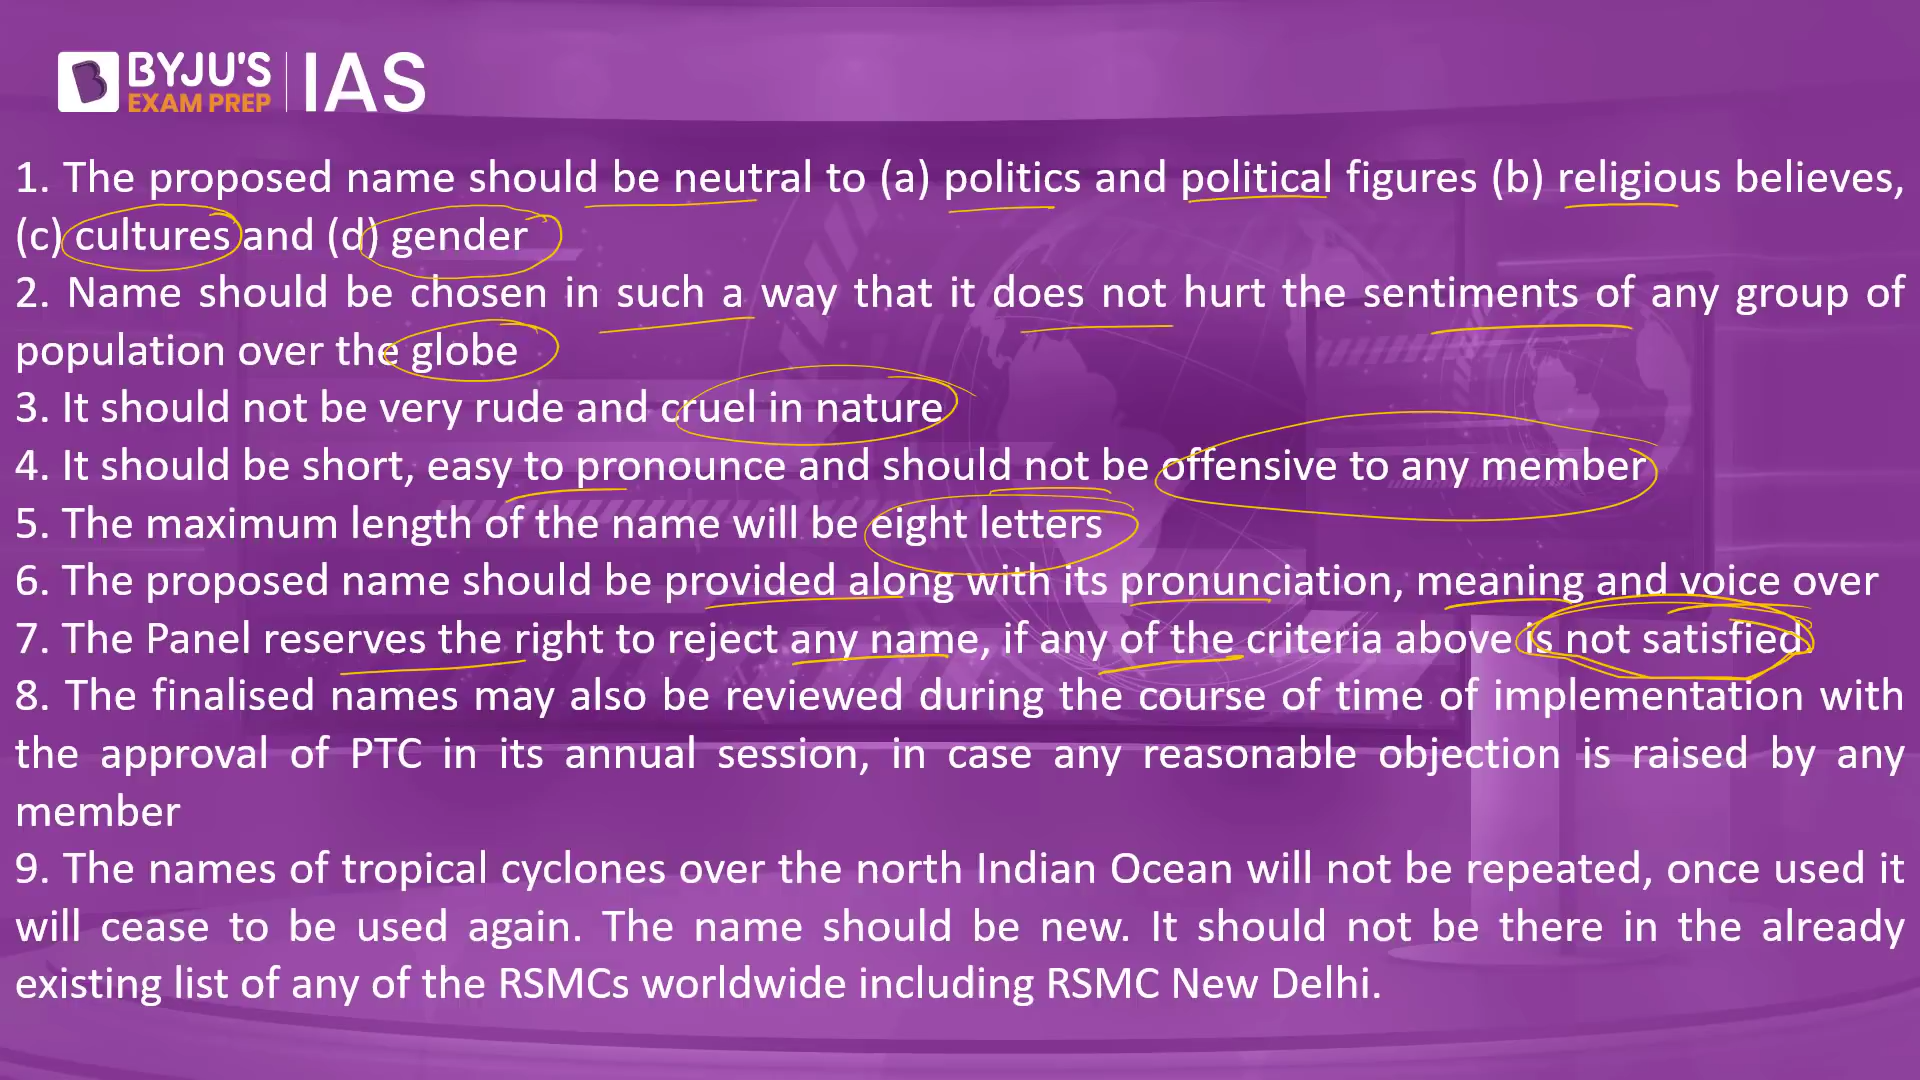 BYJU'S
EXAM PREP
IAS
1. The proposed name should be neutral to (a) politics and political figures (b) religious believes,
(c) cultures and (d) gender
2. Name should be chosen in such a way that it does not hurt the sentiments of any group of
population over the globe
3. It should not be very rude and cruel in nature
4. It should be short, easy to pronounce and should not be offensive to any member
5. The maximum length of the name will be eight letters
6. The proposed name should be provided along with its pronunciation, meaning and voice over
7. The Panel reserves the right to reject any name, if any of the criteria above is not satisfied.
8. The finalised names may also be reviewed during the course of time of implementation with
the approval of PTC in its annual session, in case any reasonable objection is raised by any
member
9. The names of tropical cyclones over the north Indian Ocean will not be repeated, once used it
will cease to be used again. The name should be new. It should not be there in the already
existing list of any of the RSMCs worldwide including RSMC New Delhi.